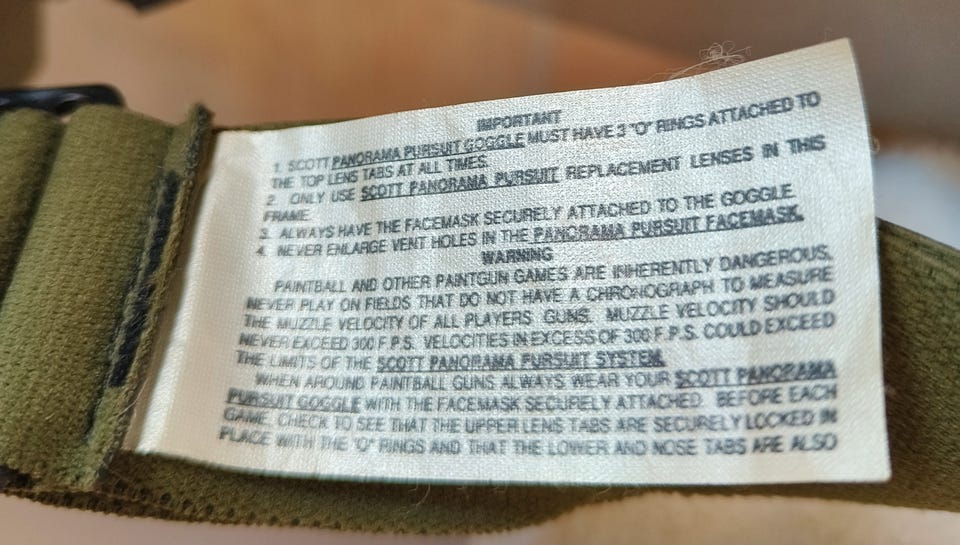 IMPORTANT
1. SCOTT PANORAMA PURSUIT GOGGLE MUST HAVE 3 "O" RINGS ATTACHED TO
THE TOP LENS TABS AT ALL TIMES.
2. ONLY USE SCOTT PANORAMA PURSUIT REPLACEMENT LENSES IN THIS
FRAME.
3. ALWAYS HAVE THE FACEMASK SECURELY ATTACHED TO THE GOGGLE.
4. NEVER ENLARGE VENT HOLES IN THE PANORAMA PURSUIT FACEMASK.
WARNING
PAINTBALL AND OTHER PAINTGUN GAMES ARE INHERENTLY DANGEROUS.
NEVER PLAY ON FIELDS THAT DO NOT HAVE A CHRONOGRAPH TO MEASURE
THE MUZZLE VELOCITY OF ALL PLAYERS GUNS. MUZZLE VELOCITY SHOULD
NEVER EXCEED 300 F.P.S. VELOCITIES IN EXCESS OF 300 F.P.S. COULD EXCEED
THE LIMITS OF THE SCOTT PANORAMA PURSUIT SYSTEM.
WHEN AROUND PAINTBALL GUNS ALWAYS WEAR YOUR SCOTT PANORAMA
PURSUIT GOGGLE WITH THE FACEMASK SECURELY ATTACHED. BEFORE EACH
GAME, CHECK TO SEE THAT THE UPPER LENS TABS ARE SECURELY LOCKED IN
PLACE WITH THE "O" RINGS AND THAT THE LOWER AND NOSE TABS ARE ALSO